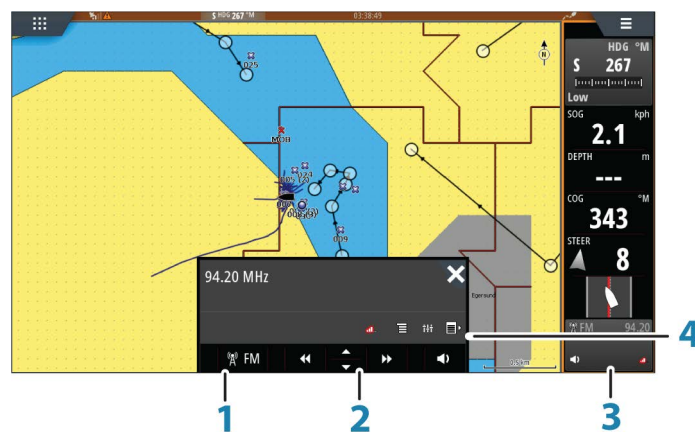 S HDG 267 °M
03:38:49
HDG °M
S 267
Low
SOG kph
2.1
DEPTH m
---
COG °M
343
STEER
8
FM 94.20
N
025
MOB
009
Egersund
94.20 MHz
FM
1
2
3
4